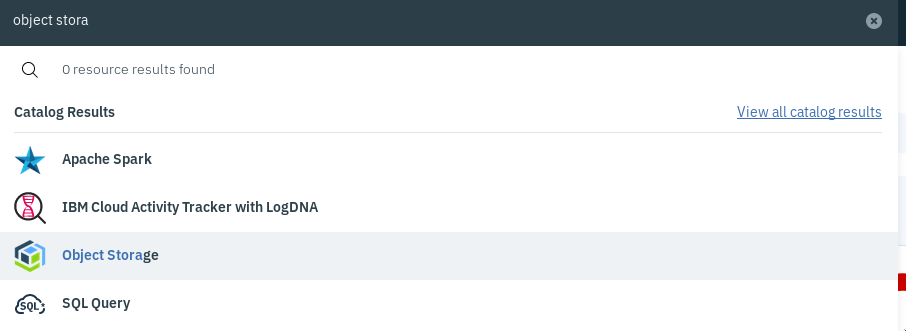 object stora
0 resource results found
Catalog Results
View all catalog results
Apache Spark
IBM Cloud Activity Tracker with LogDNA
Object Storage
SQL
SQL Query